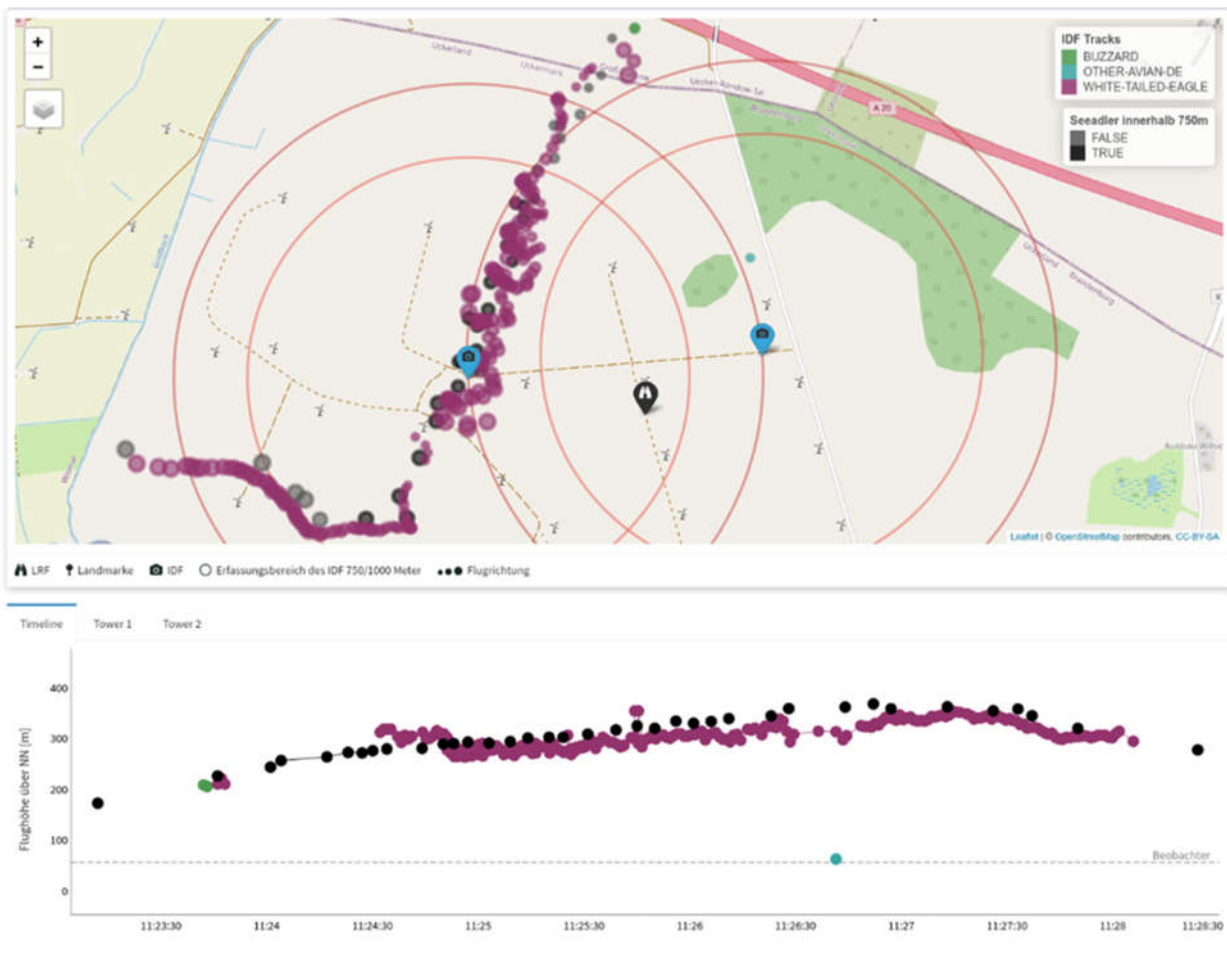 +
−
Uckerland
Uckermark
A 20
Uckerland
Brandenburg
IDF Tracks
BUZZARD
OTHER-AVIAN-DE
WHITE-TAILED-EAGLE
Seeadler innerhalb 750m
FALSE
TRUE
Leaflet | © OpenStreetMap contributors, CC-BY-SA
LRF Landmarke IDF Erfassungsbereich des IDF 750/1000 Meter Flugrichtung
Timeline Tower 1 Tower 2
Flughöhe über NN [m]
400
300
200
100
0
Beobachter
11:23:30 11:24 11:24:30 11:25 11:25:30 11:26 11:26:30 11:27 11:27:30 11:28 11:28:30